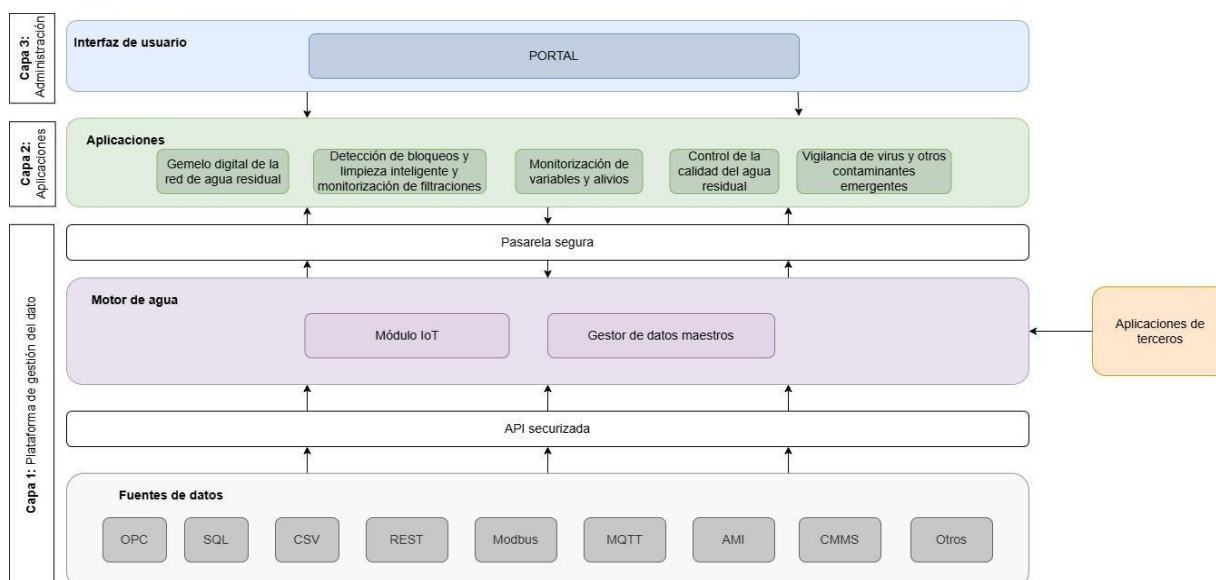 Capa 3:
Administración
Interfaz de usuario
PORTAL
Capa 2:
Aplicaciones
Aplicaciones
Gemelo digital de la
red de agua residual
Detección de bloqueos y
limpieza inteligente y
monitorización de filtraciones
Monitorización de
variables y alivios
Control de la
calidad del agua
residual
Vigilancia de virus y otros
contaminantes
emergentes
Capa 1: Plataforma de gestión del dato
Pasarela segura
Motor de agua
Módulo IoT
Gestor de datos maestros
Aplicaciones de
terceros
API securizada
Fuentes de datos
OPC
SQL
CSV
REST
Modbus
MQTT
AMI
CMMS
Otros